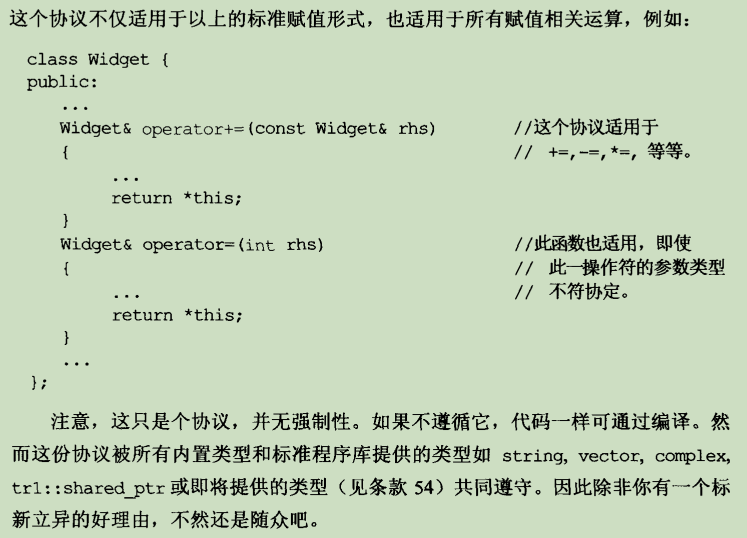 这个协议不仅适用于以上的标准赋值形式，也适用于所有赋值相关运算，例如：
class Widget {
public:
...
Widget& operator+=(const Widget& rhs) //这个协议适用于
{ // +=,-=,*=, 等等。
...
return *this;
}
Widget& operator=(int rhs) //此函数也适用，即使
{ // 此一操作符的参数类型
... // 不符协定。
return *this;
}
...
};
注意，这只是个协议，并无强制性。如果不遵循它，代码一样可通过编译。然
而这份协议被所有内置类型和标准程序库提供的类型如 string, vector, complex,
tr1::shared_ptr 或即将提供的类型（见条款 54）共同遵守。因此除非你有一个标
新立异的好理由，不然还是随众吧。